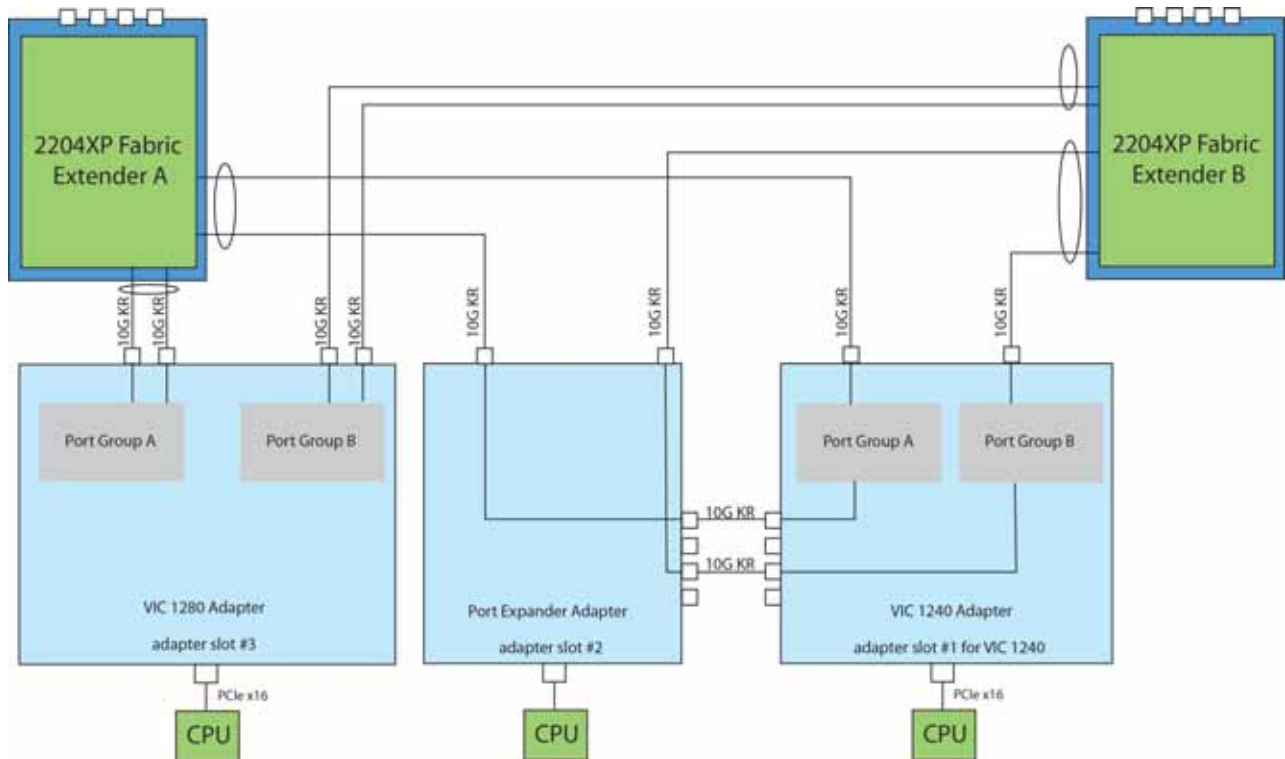 2204XP Fabric
Extender A
2204XP Fabric
Extender B
10G KR
10G KR
10G KR
10G KR
10G KR
10G KR
10G KR
10G KR
Port Group A
Port Group B
Port Group A
Port Group B
10G KR
10G KR
VIC 1280 Adapter
adapter slot #3
Port Expander Adapter
adapter slot #2
VIC 1240 Adapter
adapter slot #1 for VIC 1240
PCIe x16
PCIe x16
CPU
CPU
CPU